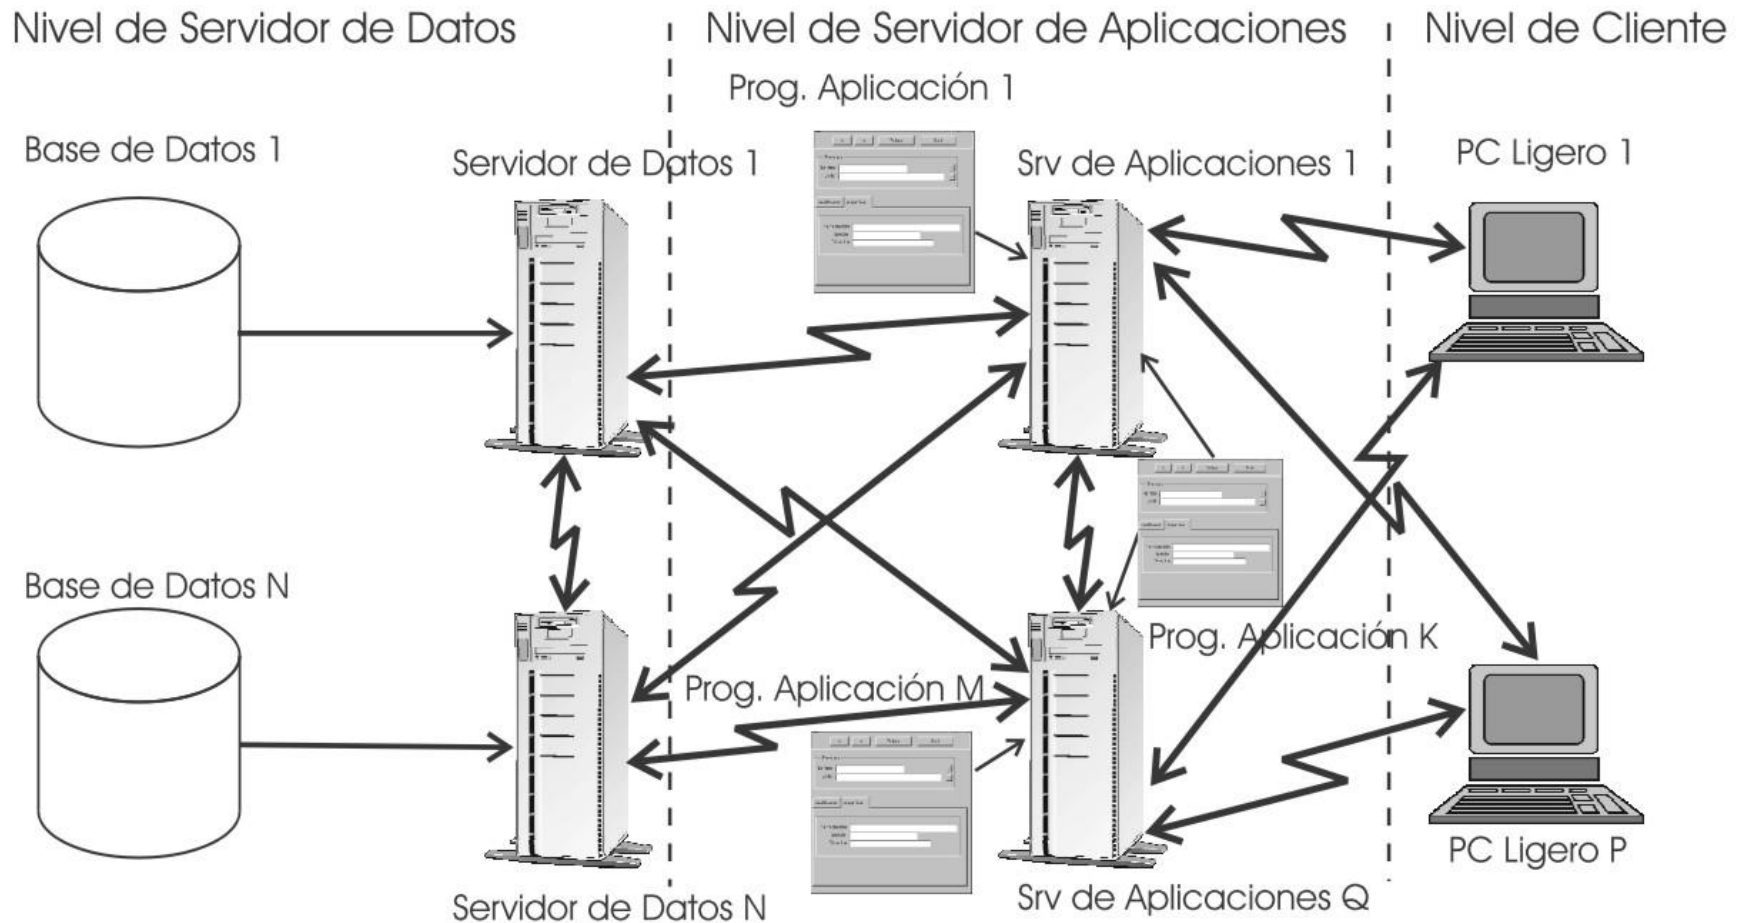 Nivel de Servidor de Datos
Nivel de Servidor de Aplicaciones
Nivel de Cliente
Prog. Aplicación 1
Base de Datos 1
Servidor de Datos 1
Srv de Aplicaciones 1
PC Ligero 1
Base de Datos N
Prog. Aplicación K
Prog. Aplicación M
PC Ligero P
Servidor de Datos N
Srv de Aplicaciones Q